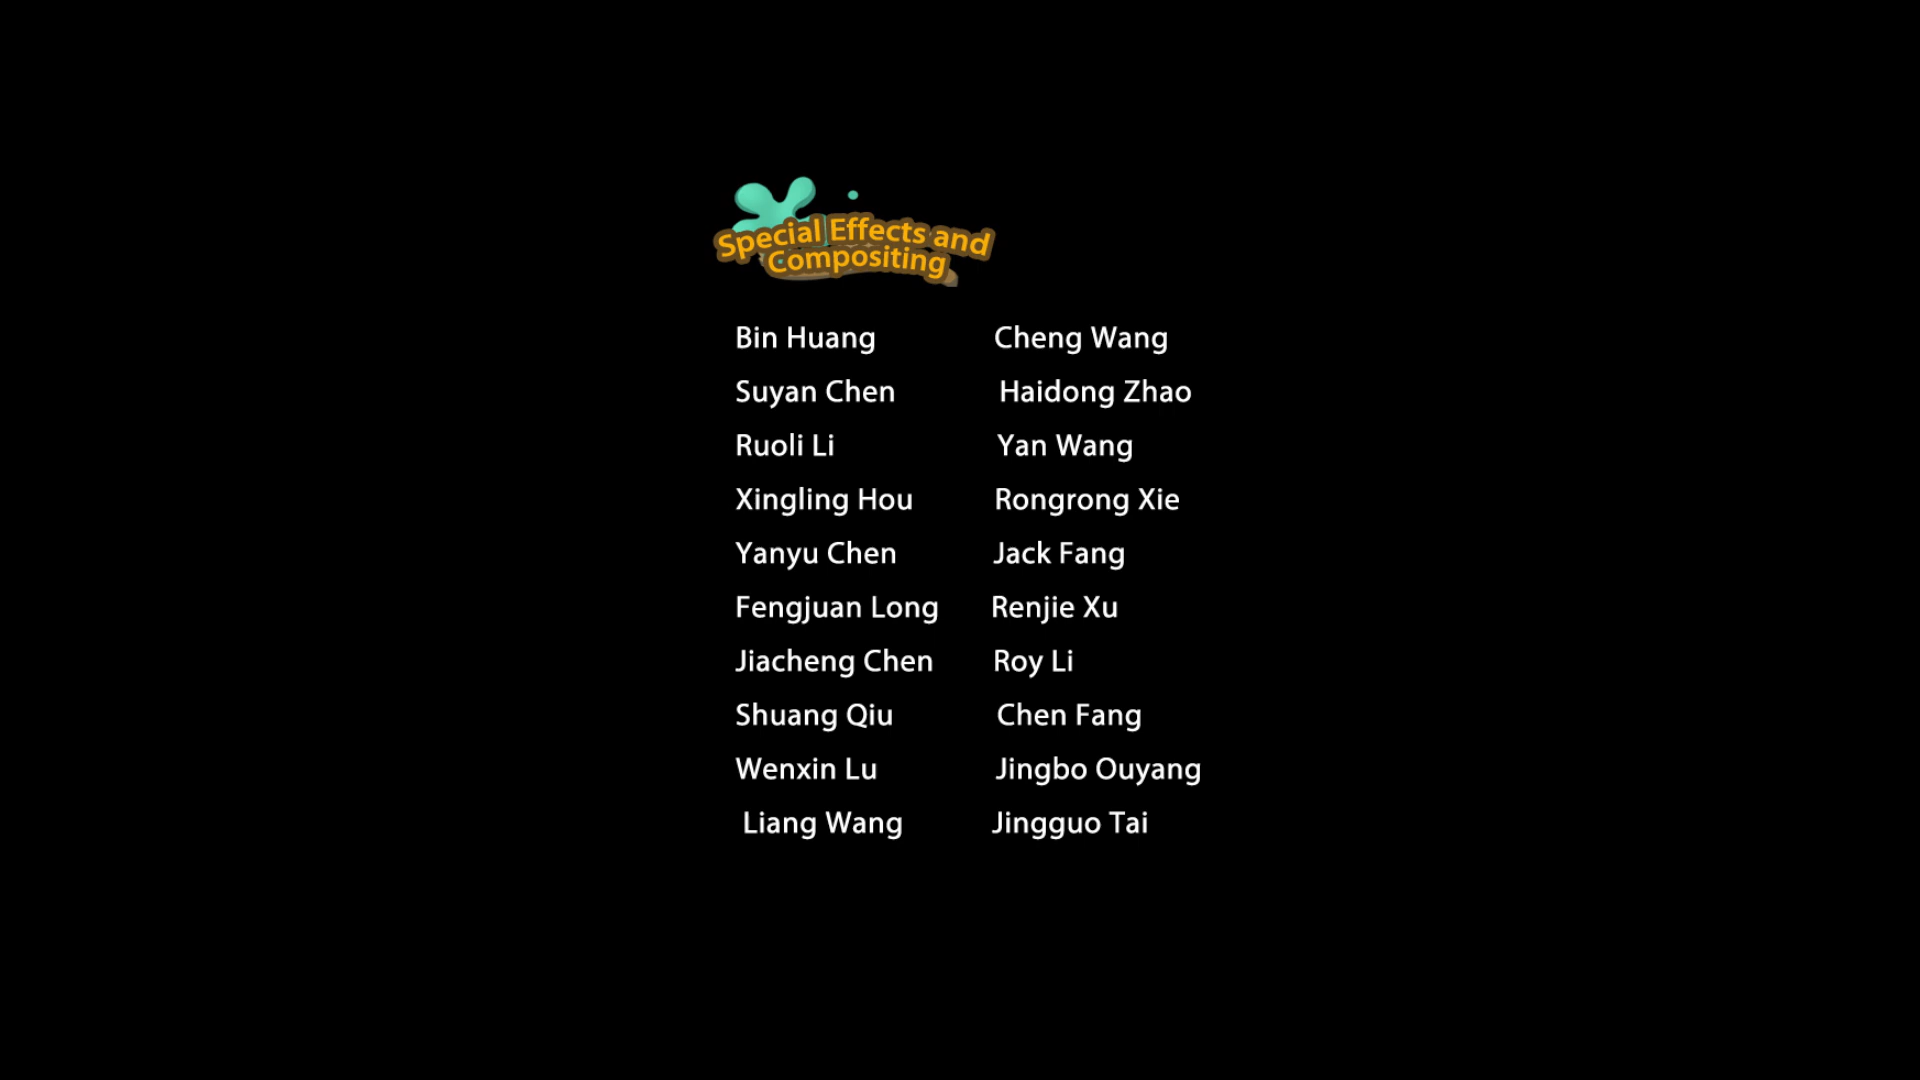 Special Effects and
Compositing
Bin Huang Cheng Wang
Suyan Chen Haidong Zhao
Ruoli Li Yan Wang
Xingling Hou Rongrong Xie
Yanyu Chen Jack Fang
Fengjuan Long Renjie Xu
Jiacheng Chen Roy Li
Shuang Qiu Chen Fang
Wenxin Lu Jingbo Ouyang
Liang Wang Jingguo Tai